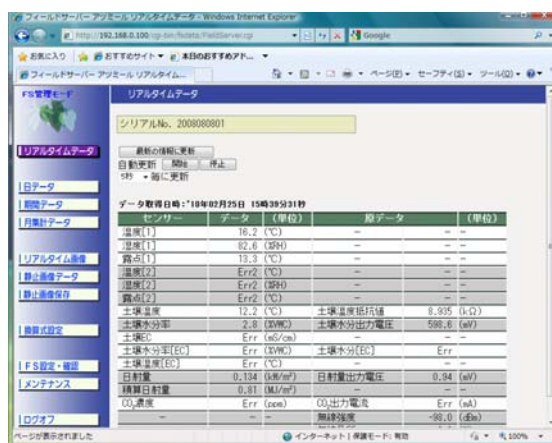 フィールドサーバー アツミール リアルタイムデータ - Windows Internet Explorer
http://192.168.0.100/cgi-bin/fsdata/FieldServer.cgi
Google
お気に入り おすすめサイト 本日のおすすめアド...
フィールドサーバー アツミール リアルタイム...
ページ(P) セーフティ(S) ツール(O)
FS管理モード
リアルタイムデータ
日データ
期間データ
月集計データ
リアルタイム画像
静止画像データ
静止画像保存
換算式設定
FS設定・確認
メンテナンス
ログオフ
リアルタイムデータ
シリアルNo. 2008080801
最新の情報に更新
自動更新 開始 停止
5秒 毎に更新
データ取得日時:'10年02月25日 15時39分31秒
センサー データ (単位) 原データ (単位)
温度[1] 16.2 (℃) - - -
湿度[1] 82.6 (%RH) - - -
露点[1] 13.3 (℃) - - -
温度[2] Err2 (℃) - - -
湿度[2] Err2 (%RH) - - -
露点[2] Err2 (℃) - - -
土壌温度 12.2 (℃) 土壌温度抵抗値 8.935 (kΩ)
土壌水分率 2.8 (%VWC) 土壌水分出力電圧 598.6 (mV)
土壌EC Err (mS/cm) - - -
土壌水分率[EC] Err (%VWC) 土壌水分[EC] Err
土壌温度[EC] Err (℃) - - -
日射量 0.134 (kW/m²) 日射量出力電圧 0.94 (mV)
積算日射量 0.81 (MJ/m²) - - -
CO₂濃度 Err (ppm) CO₂出力電流 Err (mA)
- - - 無線強度 -98.0 (dBm)
ページが表示されました
インターネット | 保護モード: 有効
100%